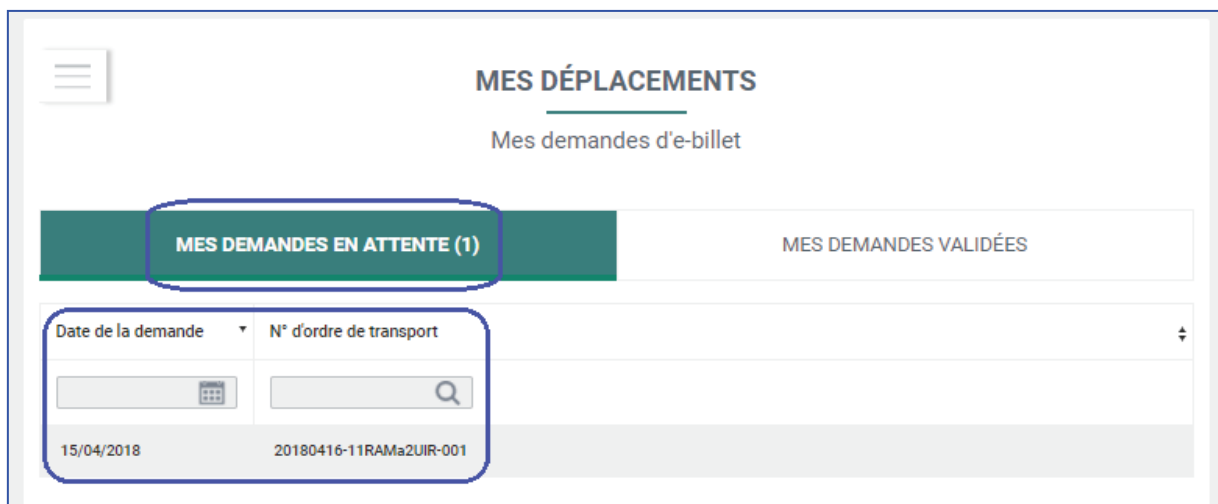 MES DÉPLACEMENTS
Mes demandes d'e-billet
MES DEMANDES EN ATTENTE (1)
MES DEMANDES VALIDÉES
Date de la demande
N° d'ordre de transport
15/04/2018
20180416-11RAMa2UIR-001